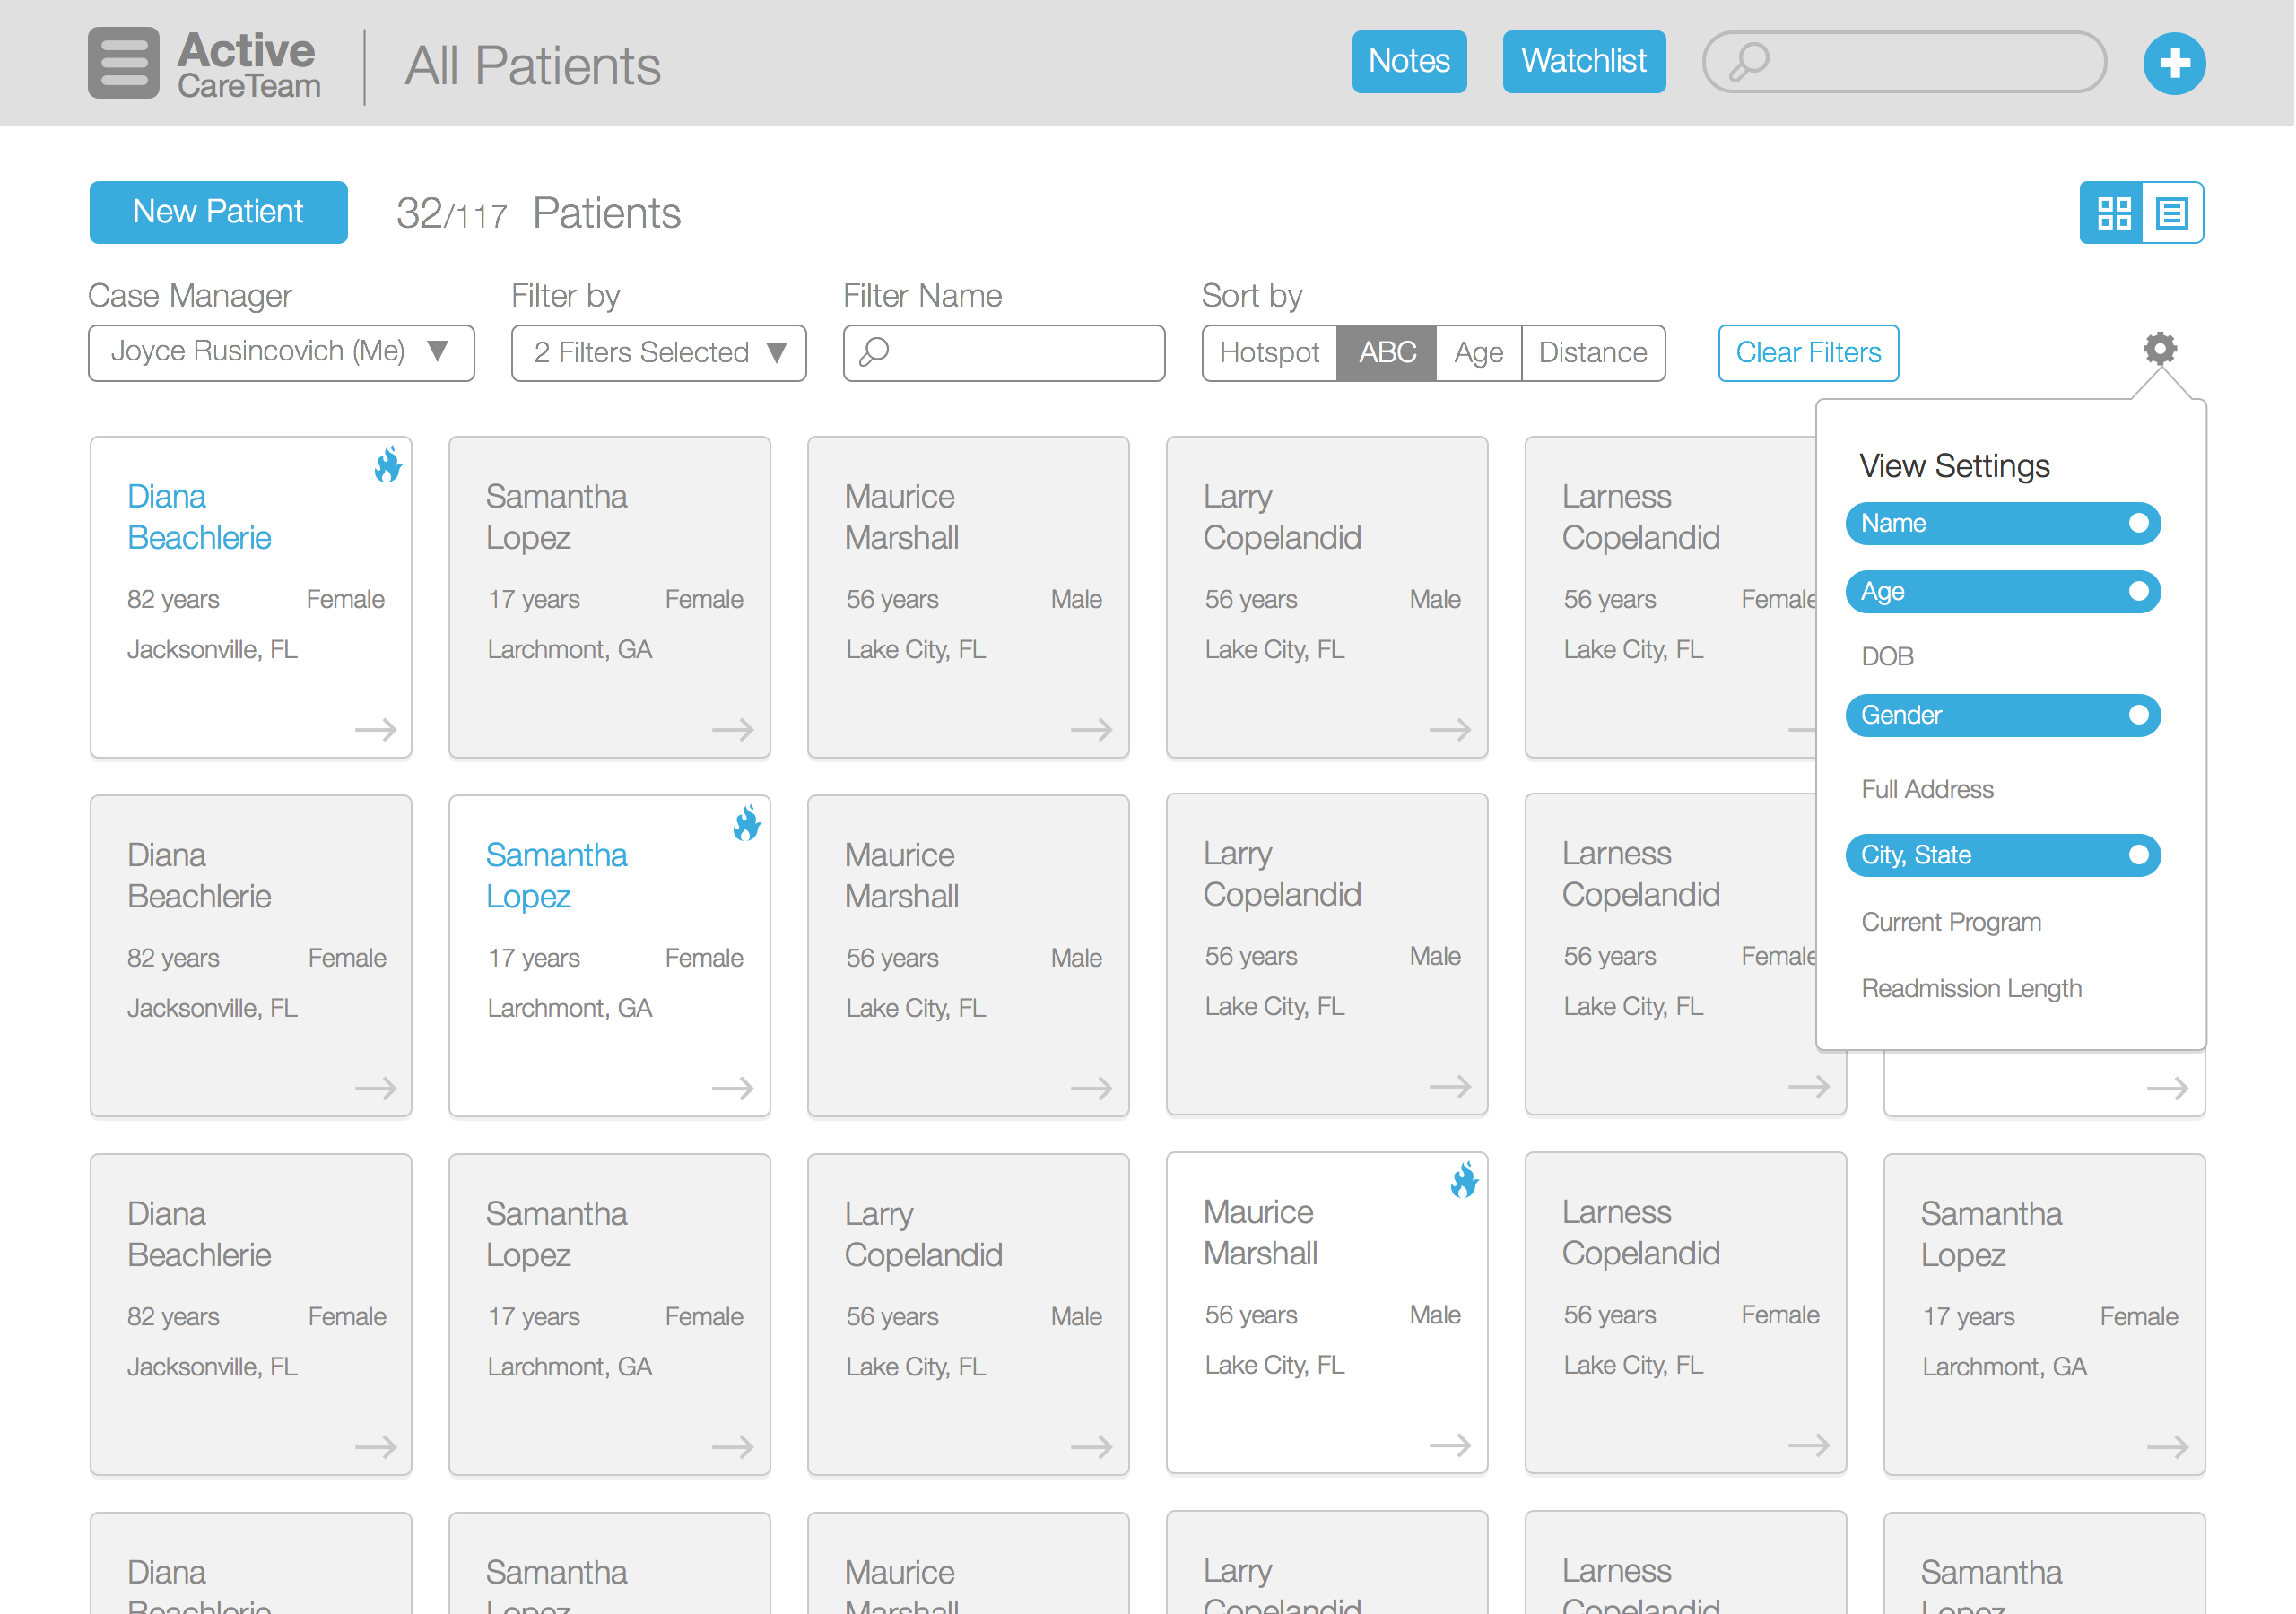 Active
CareTeam
All Patients
Notes
Watchlist
New Patient
32/117 Patients
Case Manager
Filter by
Filter Name
Sort by
Joyce Rusincovich (Me)
2 Filters Selected
Hotspot
ABC
Age
Distance
Clear Filters
View Settings
Name
Age
DOB
Gender
Full Address
City, State
Current Program
Readmission Length
Diana
Beachlerie
82 years Female
Jacksonville, FL
Samantha
Lopez
17 years Female
Larchmont, GA
Maurice
Marshall
56 years Male
Lake City, FL
Larry
Copelandid
56 years Male
Lake City, FL
Larness
Copelandid
56 years Female
Lake City, FL
Diana
Beachlerie
82 years Female
Jacksonville, FL
Samantha
Lopez
17 years Female
Larchmont, GA
Maurice
Marshall
56 years Male
Lake City, FL
Larry
Copelandid
56 years Male
Lake City, FL
Larness
Copelandid
56 years Female
Lake City, FL
Diana
Beachlerie
82 years Female
Jacksonville, FL
Samantha
Lopez
17 years Female
Larchmont, GA
Larry
Copelandid
56 years Male
Lake City, FL
Maurice
Marshall
56 years Male
Lake City, FL
Larness
Copelandid
56 years Female
Lake City, FL
Samantha
Lopez
17 years Female
Larchmont, GA
Diana
Beachlerie
Samantha
Lopez
Maurice
Marshall
Larry
Copelandid
Larness
Copelandid
Samantha
Lopez